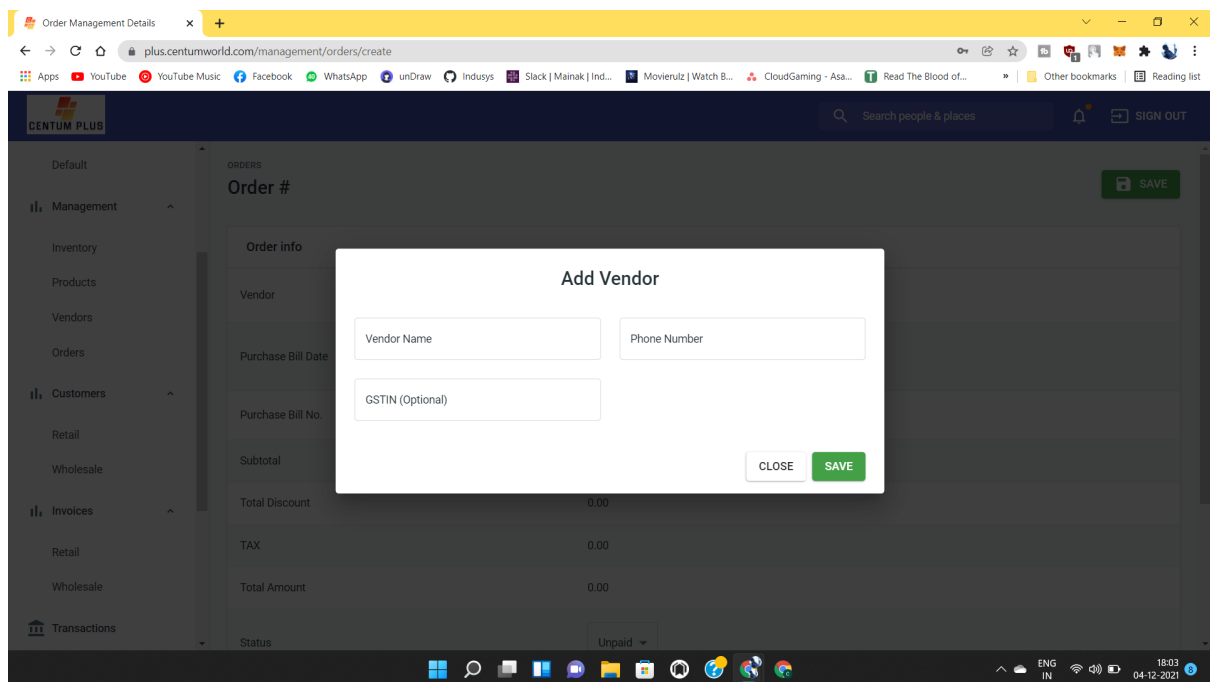 Order Management Details
plus.centumworld.com/management/orders/create
Apps YouTube YouTube Music Facebook WhatsApp unDraw Indusys Slack | Mainak | Ind... Movierulz | Watch B... CloudGaming - Asa... Read The Blood of... » Other bookmarks Reading list
CENTUM PLUS
Search people & places
SIGN OUT
Default
Management
Inventory
Products
Vendors
Orders
Customers
Retail
Wholesale
Invoices
Retail
Wholesale
Transactions
ORDERS
Order #
SAVE
Order info
Vendor
Purchase Bill Date
Purchase Bill No.
Subtotal
Total Discount 0.00
TAX 0.00
Total Amount 0.00
Status Unpaid
Add Vendor
Vendor Name Phone Number
GSTIN (Optional)
CLOSE SAVE
ENG 18:03
IN 04-12-2021 8